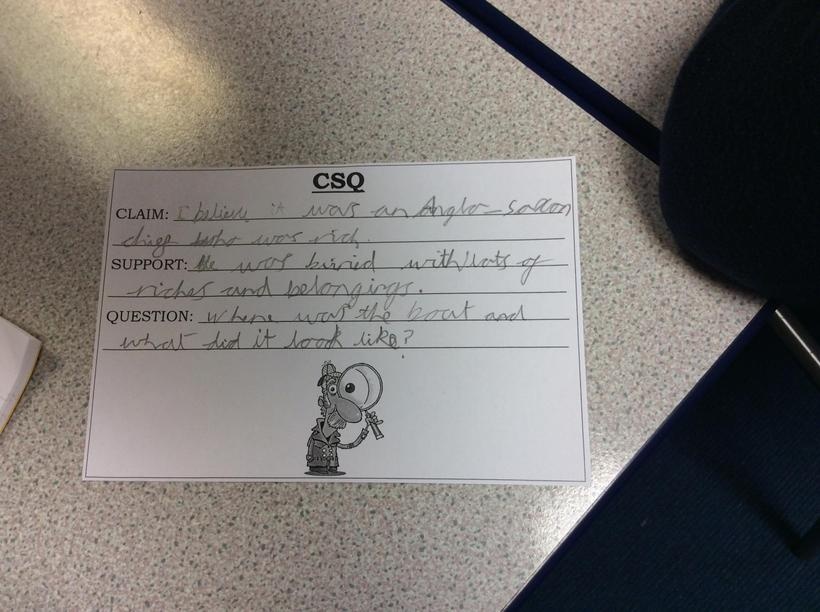 CSQ
CLAIM: I believe it was an Anglo-Saxon
chief who was rich.
SUPPORT: He was buried with lots of
riches and belongings.
QUESTION: where was the boat and
what did it look like?